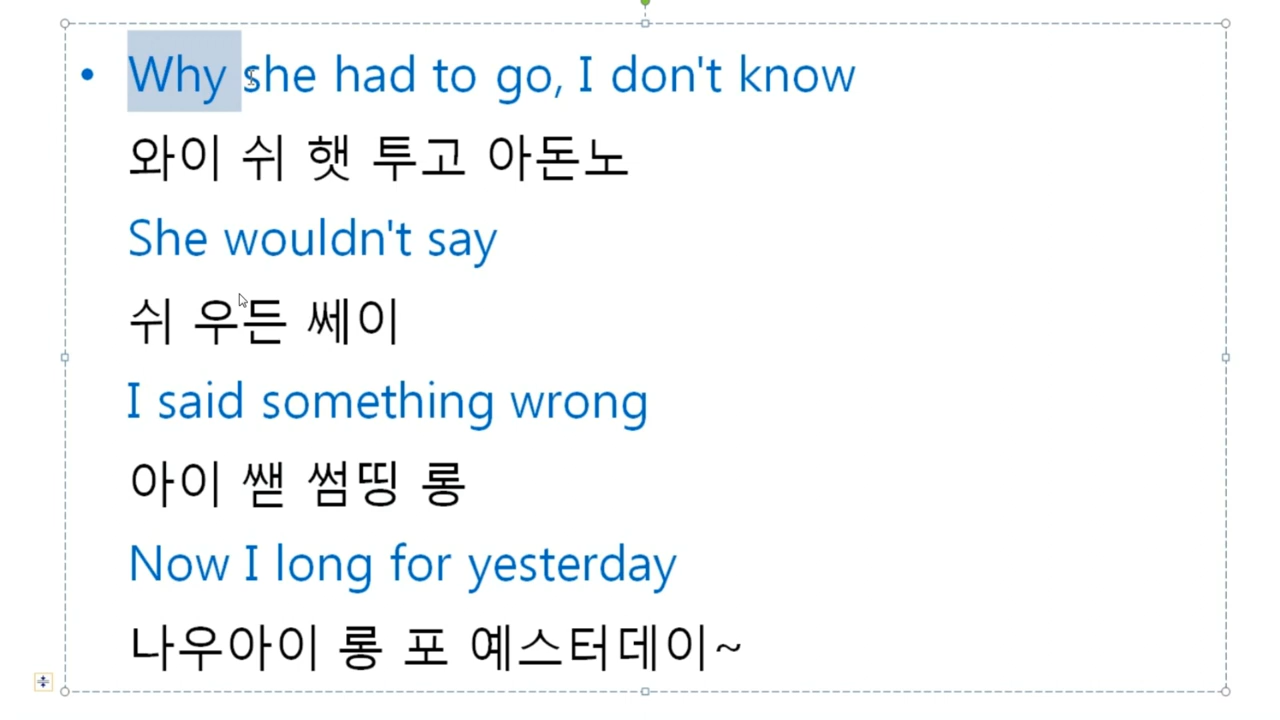 • Why she had to go, I don't know
와이 쉬 햇 투고 아돈노
She wouldn't say
쉬 우든 쎄이
I said something wrong
아이 쌛 썸띵 롱
Now I long for yesterday
나우아이 롱 포 예스터데이~